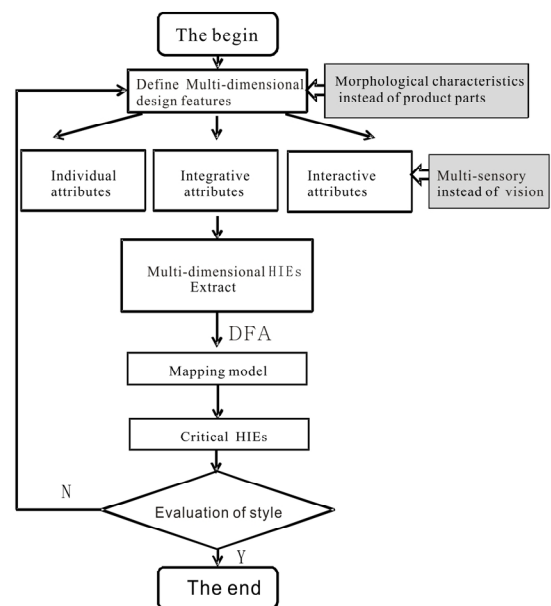 The begin
Define Multi-dimensional
design features
Morphological characteristics
instead of product parts
Individual
attributes
Integrative
attributes
Interactive
attributes
Multi-sensory
instead of vision
Multi-dimensional HIEs
Extract
DFA
Mapping model
Critical HIEs
N
Evaluation of style
Y
The end